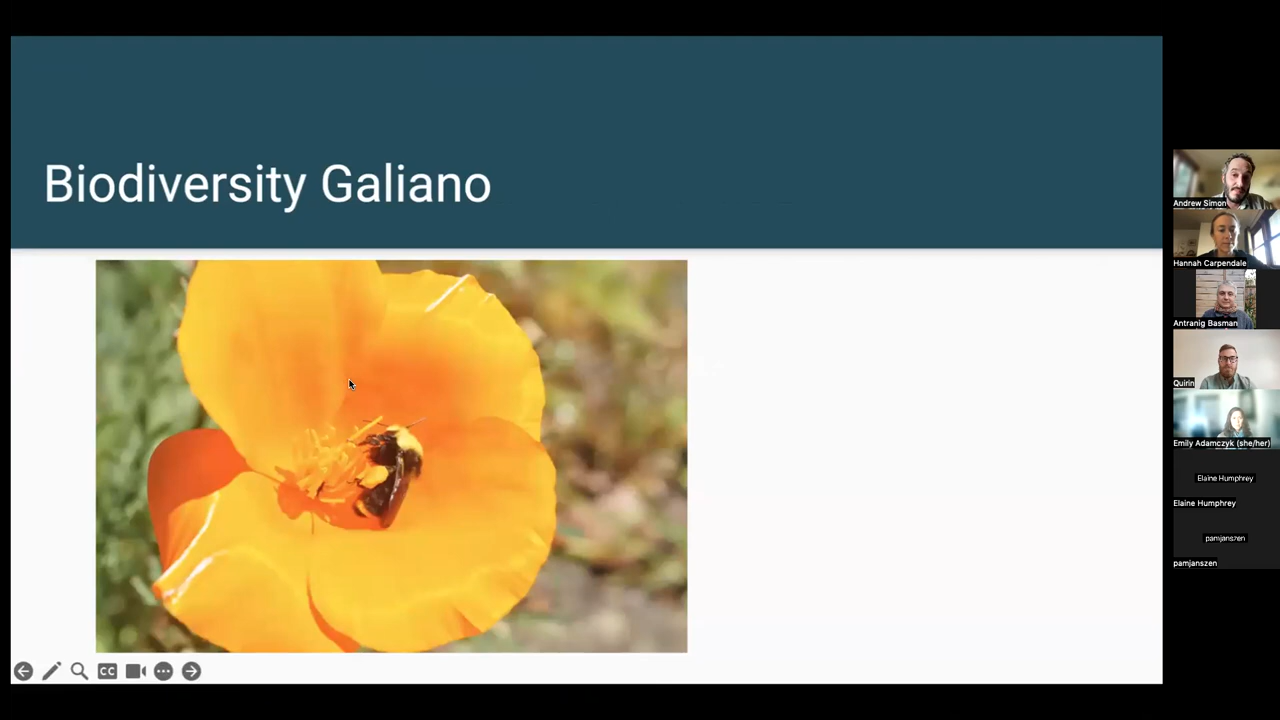 Biodiversity Galiano
CC
Andrew Simon
Hannah Carpendale
Antranig Basman
Quirin
Emily Adamczyk (she/her)
Elaine Humphrey
Elaine Humphrey
pamjanszen
pamjanszen